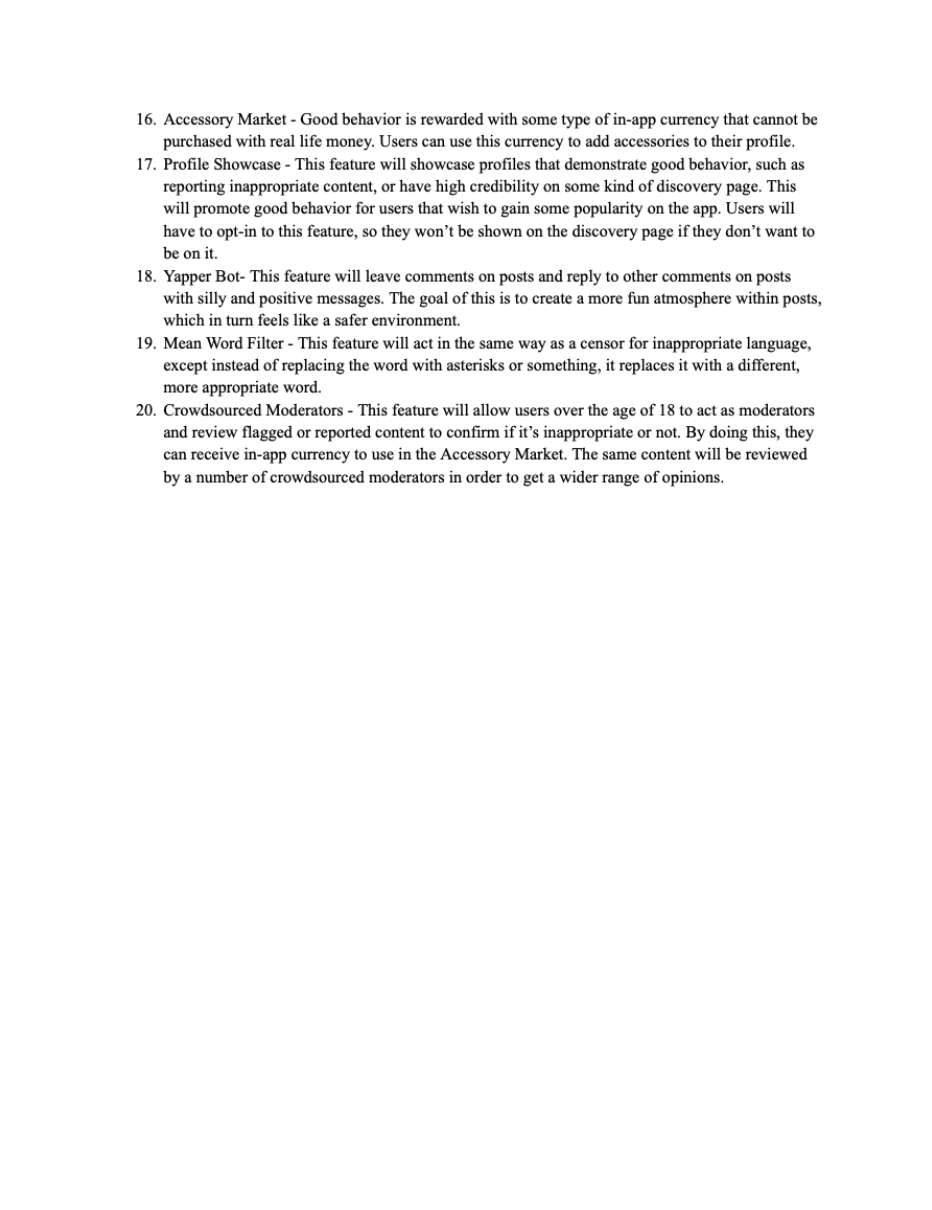 16. Accessory Market - Good behavior is rewarded with some type of in-app currency that cannot be
purchased with real life money. Users can use this currency to add accessories to their profile.
17. Profile Showcase - This feature will showcase profiles that demonstrate good behavior, such as
reporting inappropriate content, or have high credibility on some kind of discovery page. This
will promote good behavior for users that wish to gain some popularity on the app. Users will
have to opt-in to this feature, so they won’t be shown on the discovery page if they don’t want to
be on it.
18. Yapper Bot- This feature will leave comments on posts and reply to other comments on posts
with silly and positive messages. The goal of this is to create a more fun atmosphere within posts,
which in turn feels like a safer environment.
19. Mean Word Filter - This feature will act in the same way as a censor for inappropriate language,
except instead of replacing the word with asterisks or something, it replaces it with a different,
more appropriate word.
20. Crowdsourced Moderators - This feature will allow users over the age of 18 to act as moderators
and review flagged or reported content to confirm if it’s inappropriate or not. By doing this, they
can receive in-app currency to use in the Accessory Market. The same content will be reviewed
by a number of crowdsourced moderators in order to get a wider range of opinions.